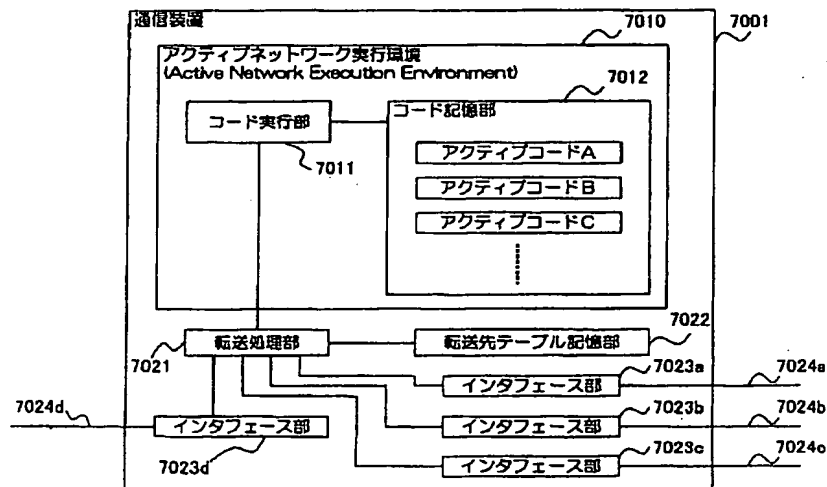 通信装置
7010
7001
アクティブネットワーク実行環境
(Active Network Execution Environment)
7012
コード実行部
コード記憶部
7011
アクティブコードA
アクティブコードB
アクティブコードC
7022
転送処理部
転送先テーブル記憶部
7021
7023a
7024a
インタフェース部
7024d
7023b
7024b
インタフェース部
インタフェース部
7023d
7023c
7024c
インタフェース部